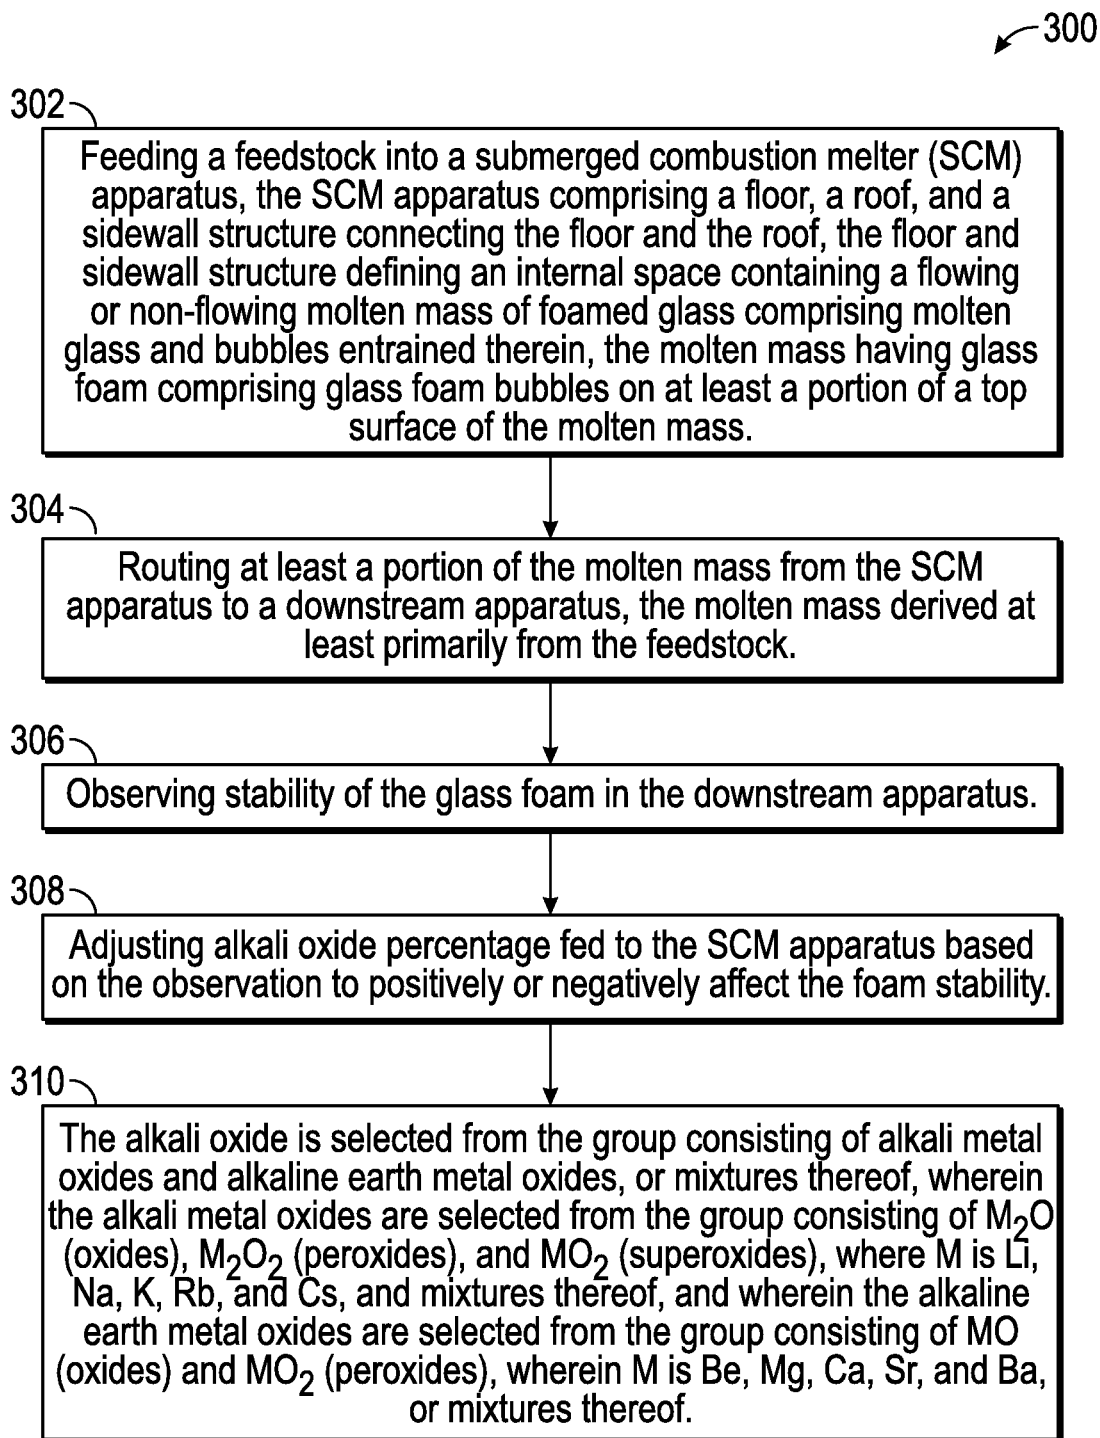 300
302
Feeding a feedstock into a submerged combustion melter (SCM)
apparatus, the SCM apparatus comprising a floor, a roof, and a
sidewall structure connecting the floor and the roof, the floor and
sidewall structure defining an internal space containing a flowing
or non-flowing molten mass of foamed glass comprising molten
glass and bubbles entrained therein, the molten mass having glass
foam comprising glass foam bubbles on at least a portion of a top
surface of the molten mass.
304
Routing at least a portion of the molten mass from the SCM
apparatus to a downstream apparatus, the molten mass derived at
least primarily from the feedstock.
306
Observing stability of the glass foam in the downstream apparatus.
308
Adjusting alkali oxide percentage fed to the SCM apparatus based
on the observation to positively or negatively affect the foam stability.
310
The alkali oxide is selected from the group consisting of alkali metal
oxides and alkaline earth metal oxides, or mixtures thereof, wherein
the alkali metal oxides are selected from the group consisting of M₂O
(oxides), M₂O₂ (peroxides), and MO₂ (superoxides), where M is Li,
Na, K, Rb, and Cs, and mixtures thereof, and wherein the alkaline
earth metal oxides are selected from the group consisting of MO
(oxides) and MO₂ (peroxides), wherein M is Be, Mg, Ca, Sr, and Ba,
or mixtures thereof.